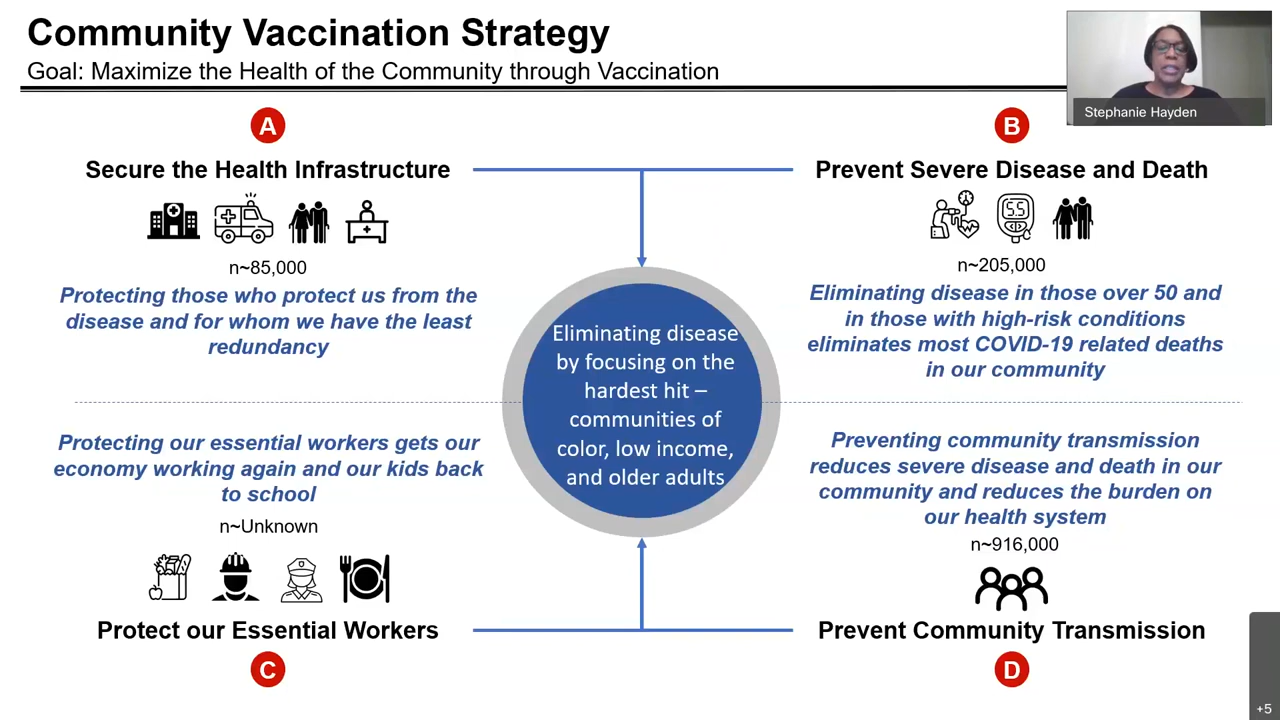 Community Vaccination Strategy
Goal: Maximize the Health of the Community through Vaccination
Stephanie Hayden
A
Secure the Health Infrastructure
n~85,000
Protecting those who protect us from the
disease and for whom we have the least
redundancy
B
Prevent Severe Disease and Death
5.5
n~205,000
Eliminating disease in those over 50 and
in those with high-risk conditions
eliminates most COVID-19 related deaths
in our community
Eliminating disease
by focusing on the
hardest hit –
communities of
color, low income,
and older adults
Protecting our essential workers gets our
economy working again and our kids back
to school
n~Unknown
Protect our Essential Workers
C
Preventing community transmission
reduces severe disease and death in our
community and reduces the burden on
our health system
n~916,000
Prevent Community Transmission
D
+5